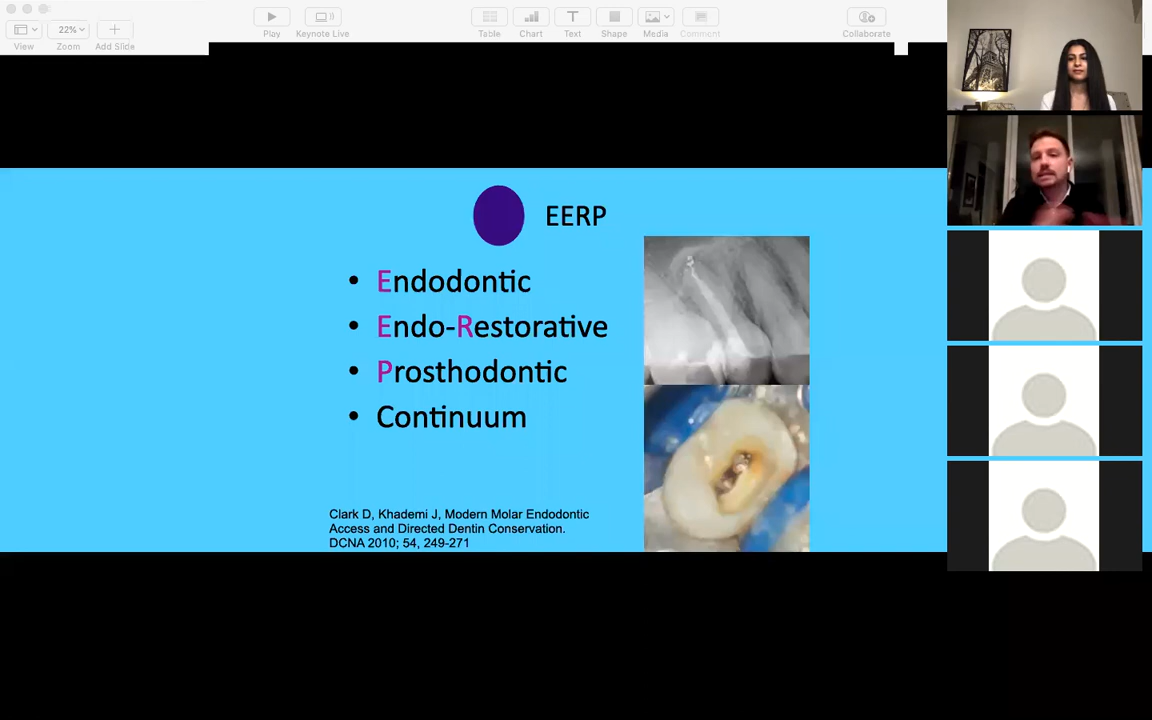 22%
View
Zoom
Add Slide
Play
Keynote Live
Table
Chart
Text
Shape
Media
Comment
Collaborate
EERP
• Endodontic
• Endo-Restorative
• Prosthodontic
• Continuum
Clark D, Khademi J, Modern Molar Endodontic
Access and Directed Dentin Conservation.
DCNA 2010; 54, 249-271